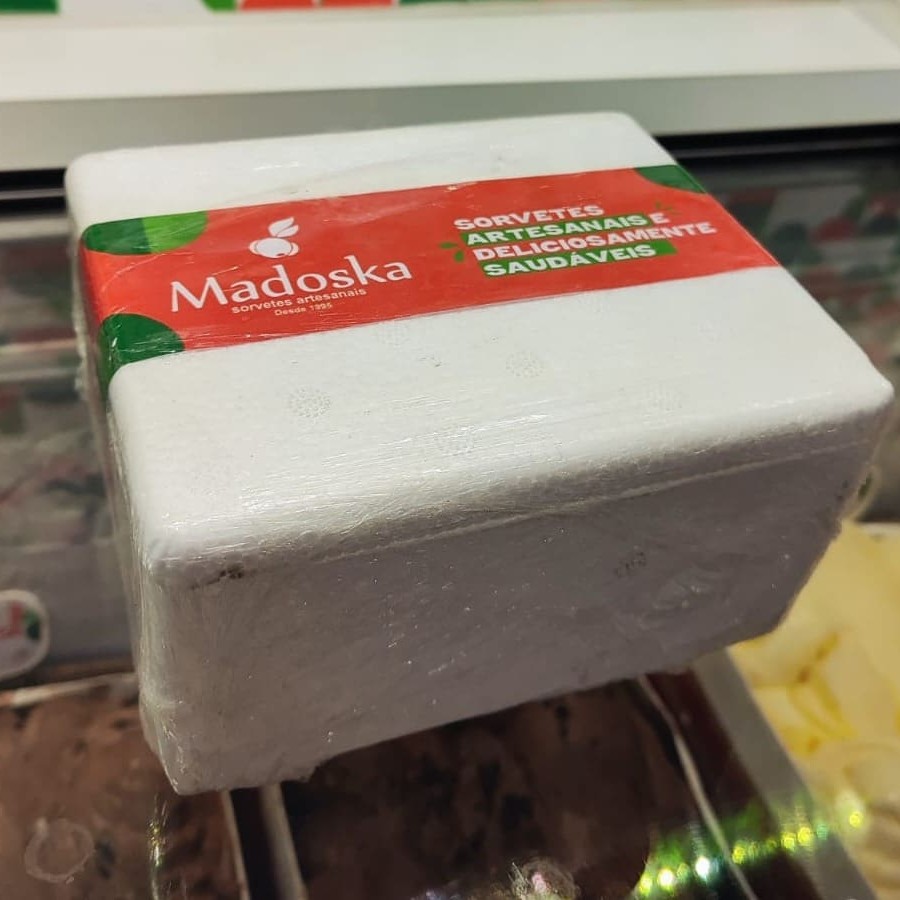 Madoska
sorvetes artesanais
Desde 1995
SORVETES
ARTESANAIS E
DELICIOSAMENTE
SAUDÁVEIS